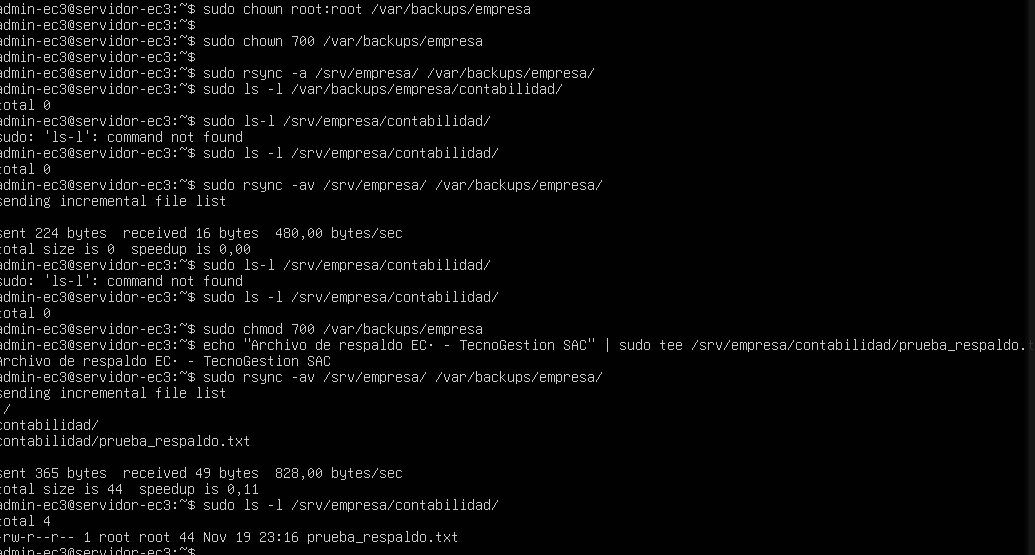 admin-ec3@servidor-ec3:~$ sudo chown root:root /var/backups/empresa
admin-ec3@servidor-ec3:~$
admin-ec3@servidor-ec3:~$ sudo chown 700 /var/backups/empresa
admin-ec3@servidor-ec3:~$
admin-ec3@servidor-ec3:~$ sudo rsync -a /srv/empresa/ /var/backups/empresa/
admin-ec3@servidor-ec3:~$ sudo ls -l /var/backups/empresa/contabilidad/
total 0
admin-ec3@servidor-ec3:~$ sudo ls-l /srv/empresa/contabilidad/
sudo: 'ls-l': command not found
admin-ec3@servidor-ec3:~$ sudo ls -l /srv/empresa/contabilidad/
total 0
admin-ec3@servidor-ec3:~$ sudo rsync -av /srv/empresa/ /var/backups/empresa/
sending incremental file list

sent 224 bytes  received 16 bytes  480,00 bytes/sec
total size is 0  speedup is 0,00
admin-ec3@servidor-ec3:~$ sudo ls-l /srv/empresa/contabilidad/
sudo: 'ls-l': command not found
admin-ec3@servidor-ec3:~$ sudo ls -l /srv/empresa/contabilidad/
total 0
admin-ec3@servidor-ec3:~$ sudo chmod 700 /var/backups/empresa
admin-ec3@servidor-ec3:~$ echo "Archivo de respaldo EC· - TecnoGestion SAC" | sudo tee /srv/empresa/contabilidad/prueba_respaldo.t
Archivo de respaldo EC· - TecnoGestion SAC
admin-ec3@servidor-ec3:~$ sudo rsync -av /srv/empresa/ /var/backups/empresa/
sending incremental file list
./
contabilidad/
contabilidad/prueba_respaldo.txt

sent 365 bytes  received 49 bytes  828,00 bytes/sec
total size is 44  speedup is 0,11
admin-ec3@servidor-ec3:~$ sudo ls -l /srv/empresa/contabilidad/
total 4
-rw-r--r-- 1 root root 44 Nov 19 23:16 prueba_respaldo.txt
admin-ec3@servidor-ec3:~$